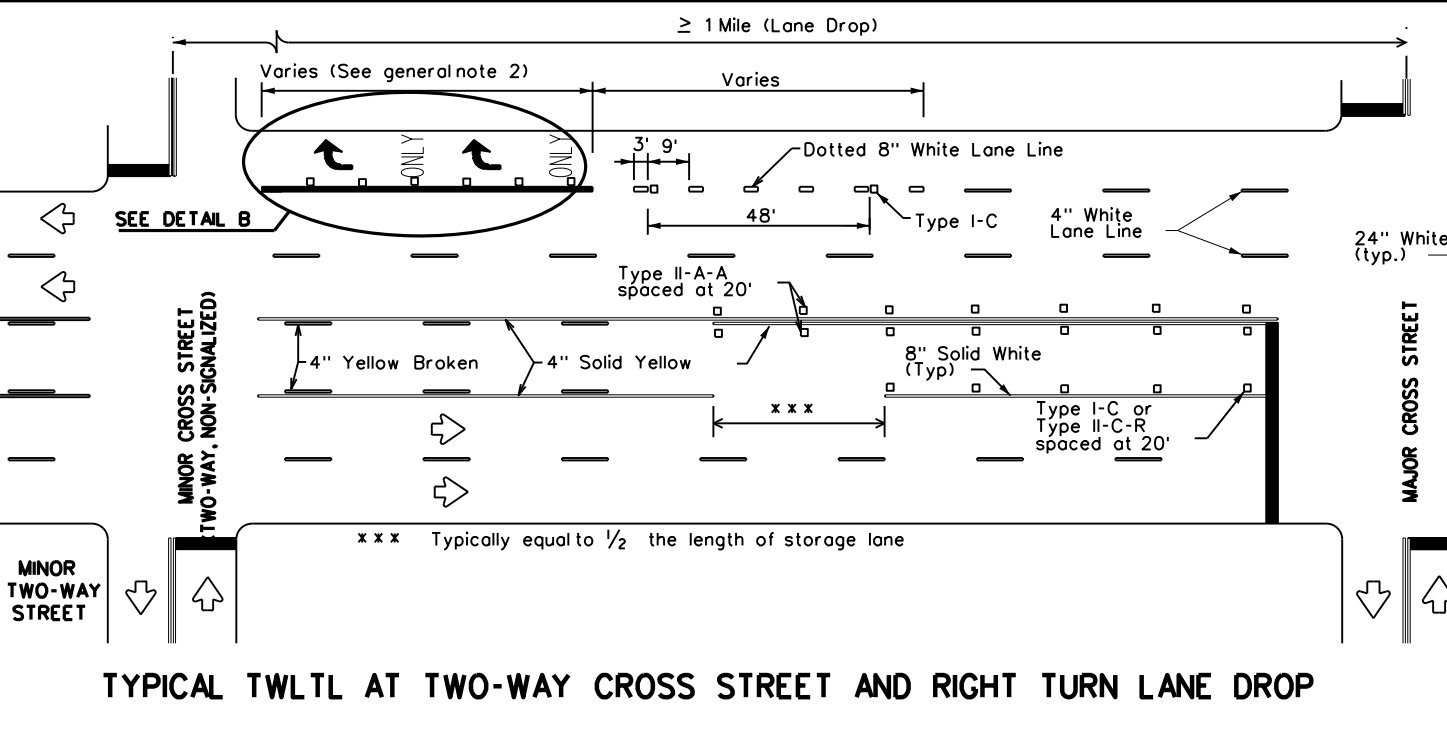 ≥ 1 Mile (Lane Drop)
Varies (See general note 2)
Varies
ONLY
ONLY
3'
9'
Dotted 8" White Lane Line
SEE DETAIL B
48'
Type I-C
4" White
Lane Line
24" White
(typ.)
Type II-A-A
spaced at 20'
MINOR CROSS STREET
(TWO-WAY, NON-SIGNALIZED)
4" Yellow Broken
4" Solid Yellow
8" Solid White
(Typ)
* * *
Type I-C or
Type II-C-R
spaced at 20'
MAJOR CROSS STREET
* * * Typically equal to 1/2 the length of storage lane
MINOR
TWO-WAY
STREET
TYPICAL TWLTL AT TWO-WAY CROSS STREET AND RIGHT TURN LANE DROP